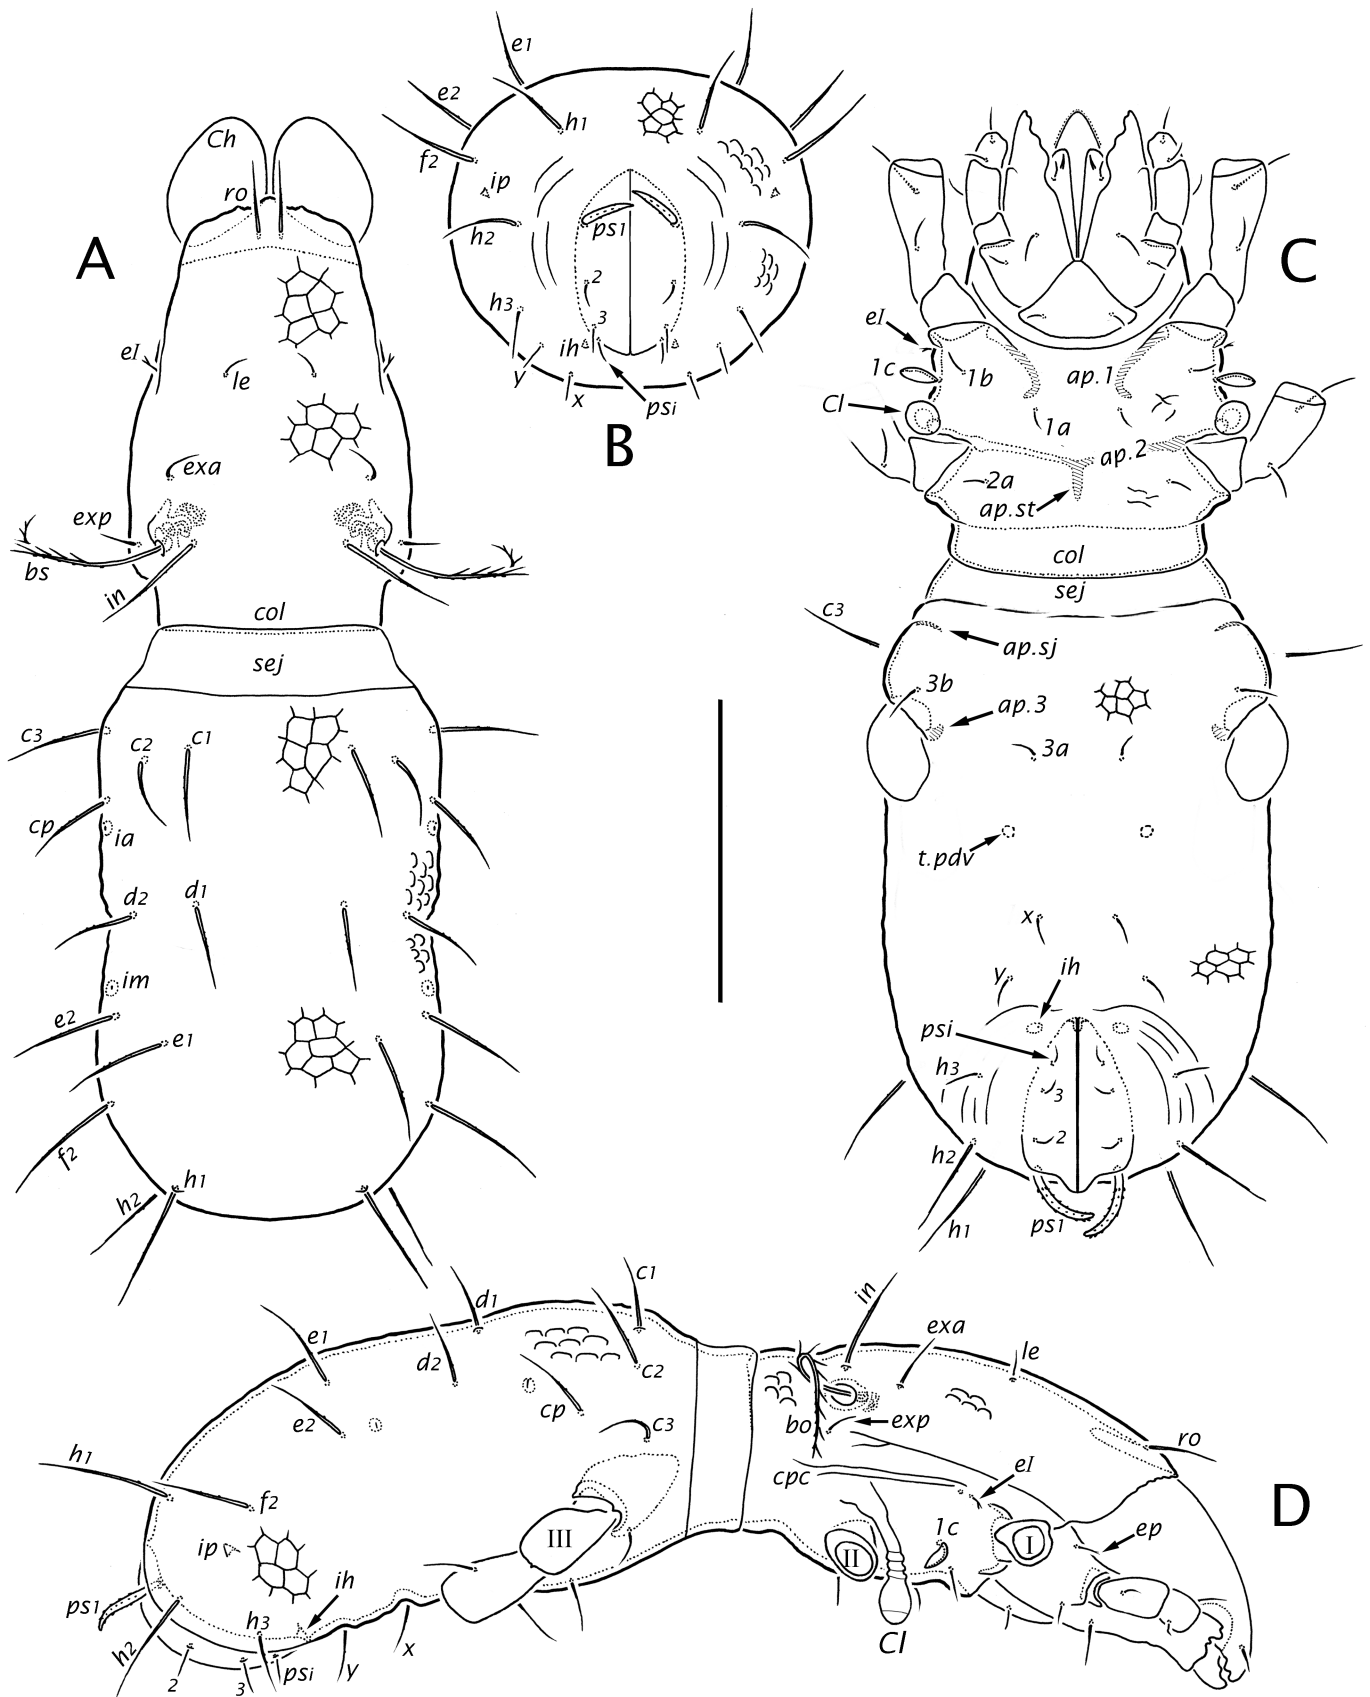 A
Ch
ro
el
le
exa
exp
bs
in
col
sej
c3
c2
c1
cp
ia
d2
d1
im
e2
e1
f2
h2
h1
B
e1
e2
h1
f2
ip
h2
ps1
2
h3
3
ih
y
x
psi
C
eI
1c
1b
ap.1
CI
1a
ap.2
2a
ap.st
col
sej
c3
ap.sj
3b
ap.3
3a
t.pdv
x
y
ih
psi
h3
3
h2
2
h1
ps1
D
c1
d1
in
e1
d2
c2
exa
le
e2
cp
c3
bo
exp
ro
h1
f2
cpc
eI
ip
III
II
1c
I
ep
ps1
ih
h2
h3
CI
2
3
psi
y
x